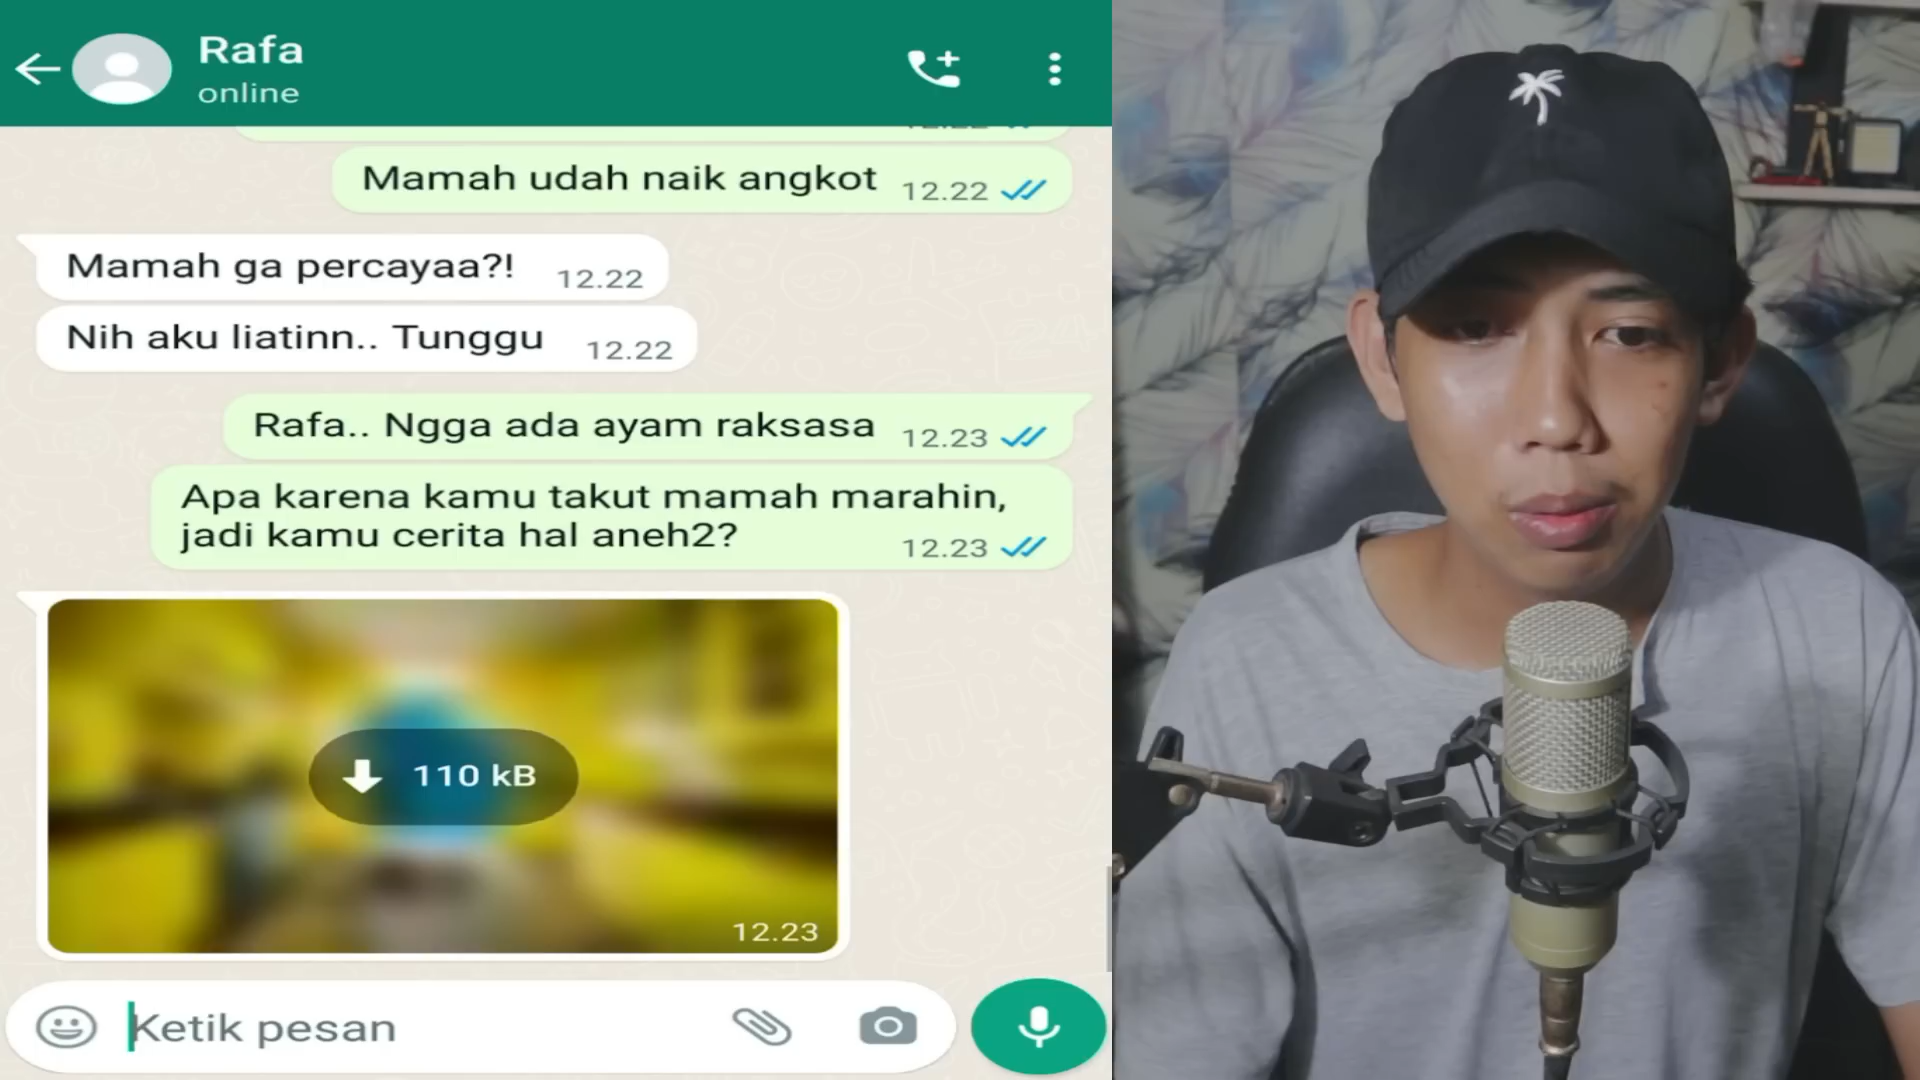 Rafa
online
Mamah udah naik angkot 12.22
Mamah ga percayaa?! 12.22
Nih aku liatinn.. Tunggu 12.22
Rafa.. Ngga ada ayam raksasa 12.23
Apa karena kamu takut mamah marahin,
jadi kamu cerita hal aneh2? 12.23
110 kB
12.23
Ketik pesan